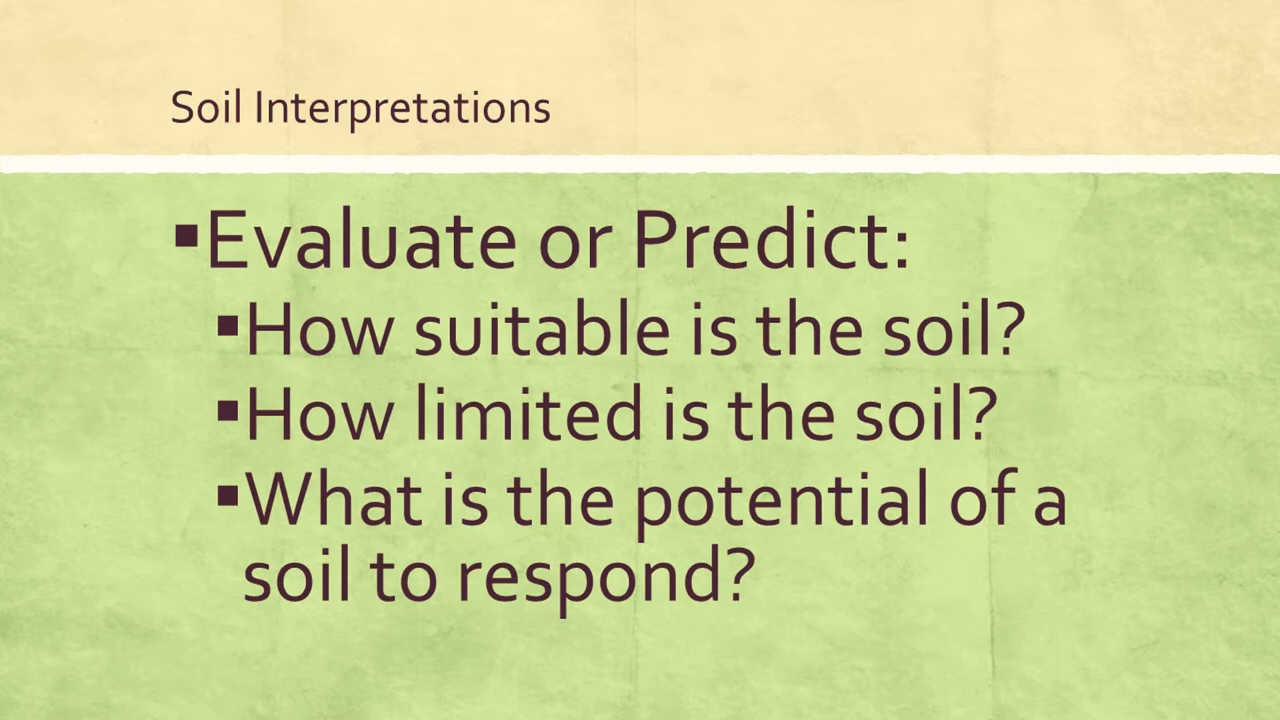 Soil Interpretations
▪Evaluate or Predict:
▪How suitable is the soil?
▪How limited is the soil?
▪What is the potential of a
soil to respond?